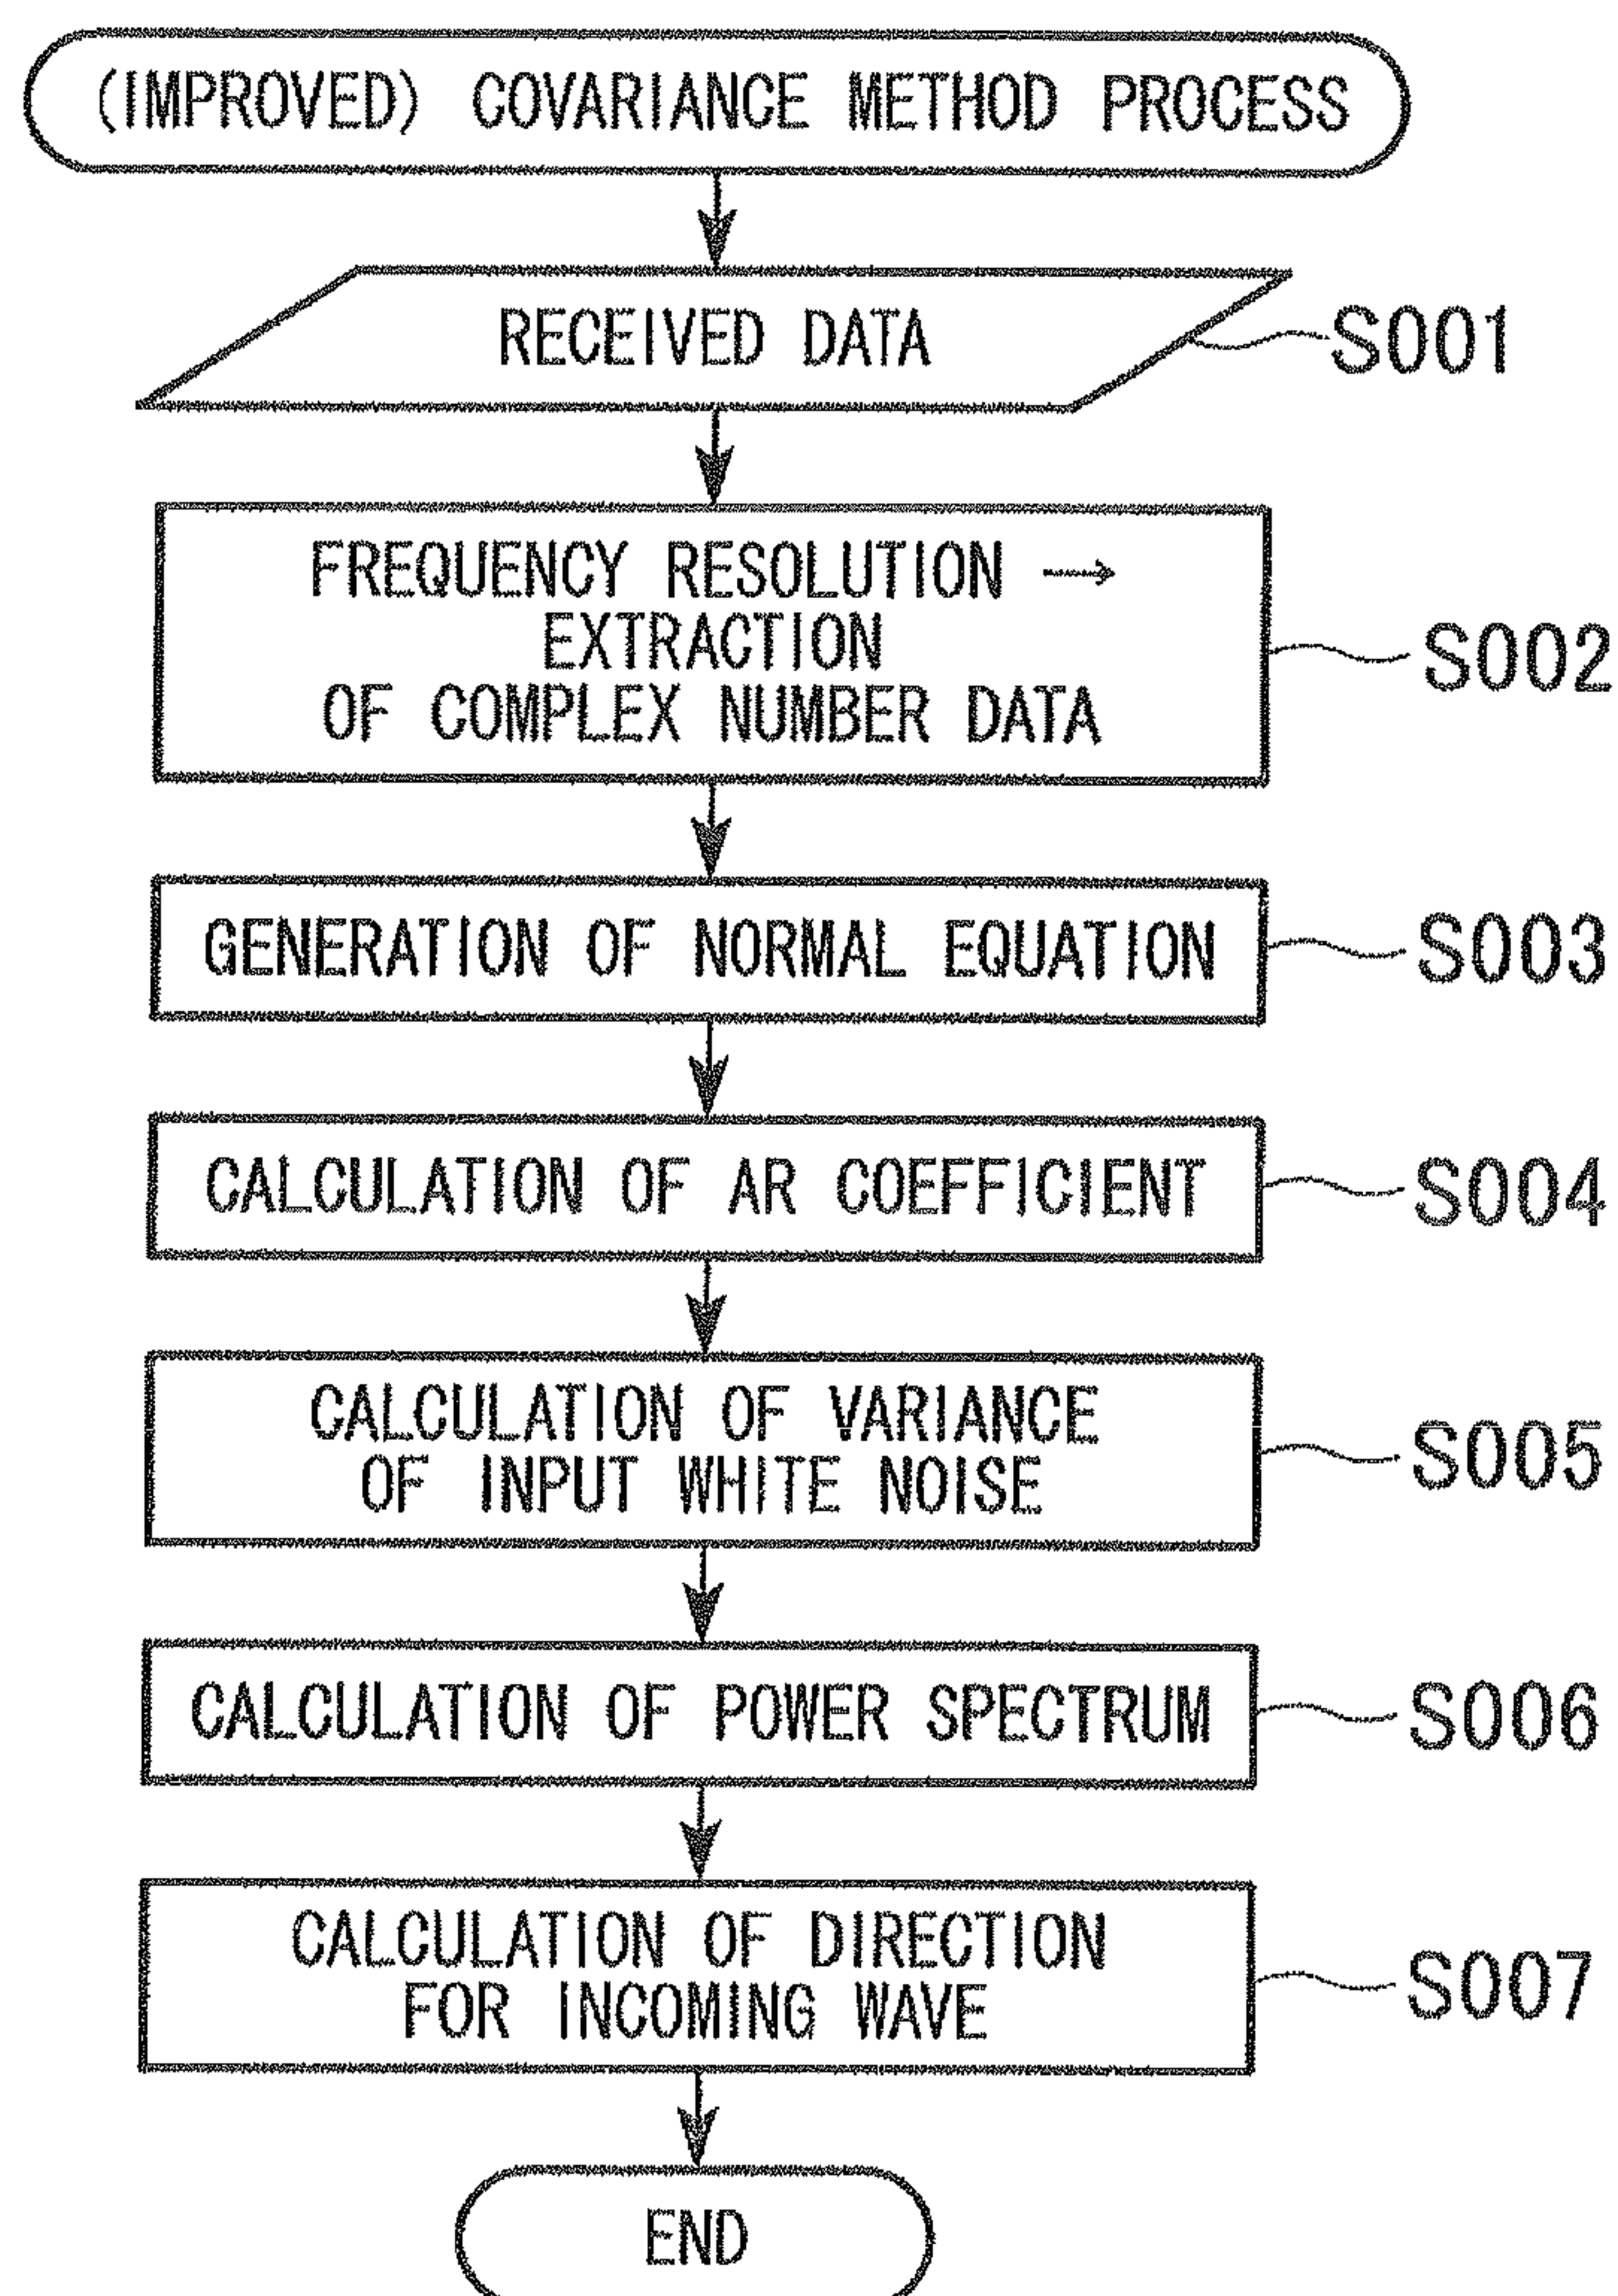 (IMPROVED) COVARIANCE METHOD PROCESS
RECEIVED DATA
S001
FREQUENCY RESOLUTION →
EXTRACTION
OF COMPLEX NUMBER DATA
S002
GENERATION OF NORMAL EQUATION
S003
CALCULATION OF AR COEFFICIENT
S004
CALCULATION OF VARIANCE
OF INPUT WHITE NOISE
S005
CALCULATION OF POWER SPECTRUM
S006
CALCULATION OF DIRECTION
FOR INCOMING WAVE
S007
END